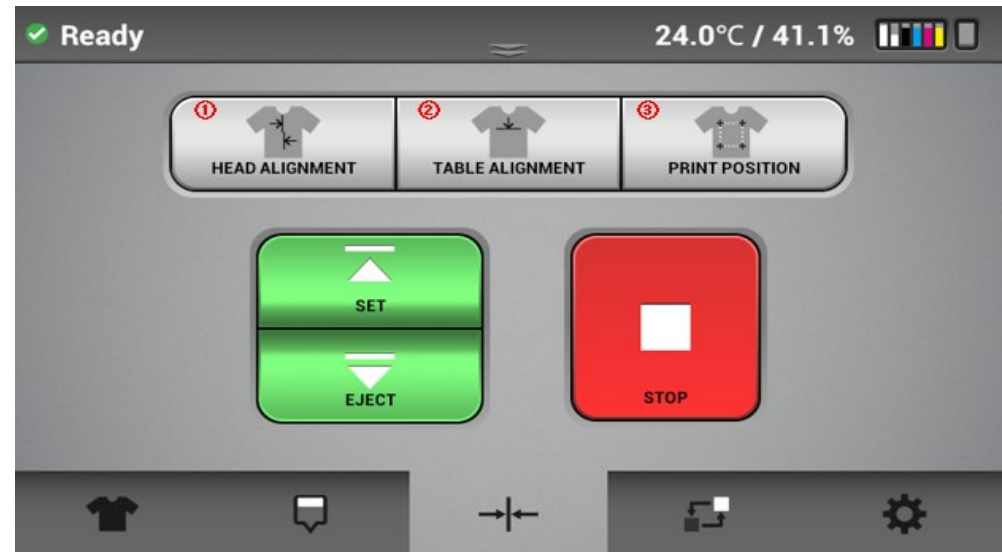 Ready
24.0°C / 41.1%
① ② ③
HEAD ALIGNMENT TABLE ALIGNMENT PRINT POSITION
SET
EJECT
STOP